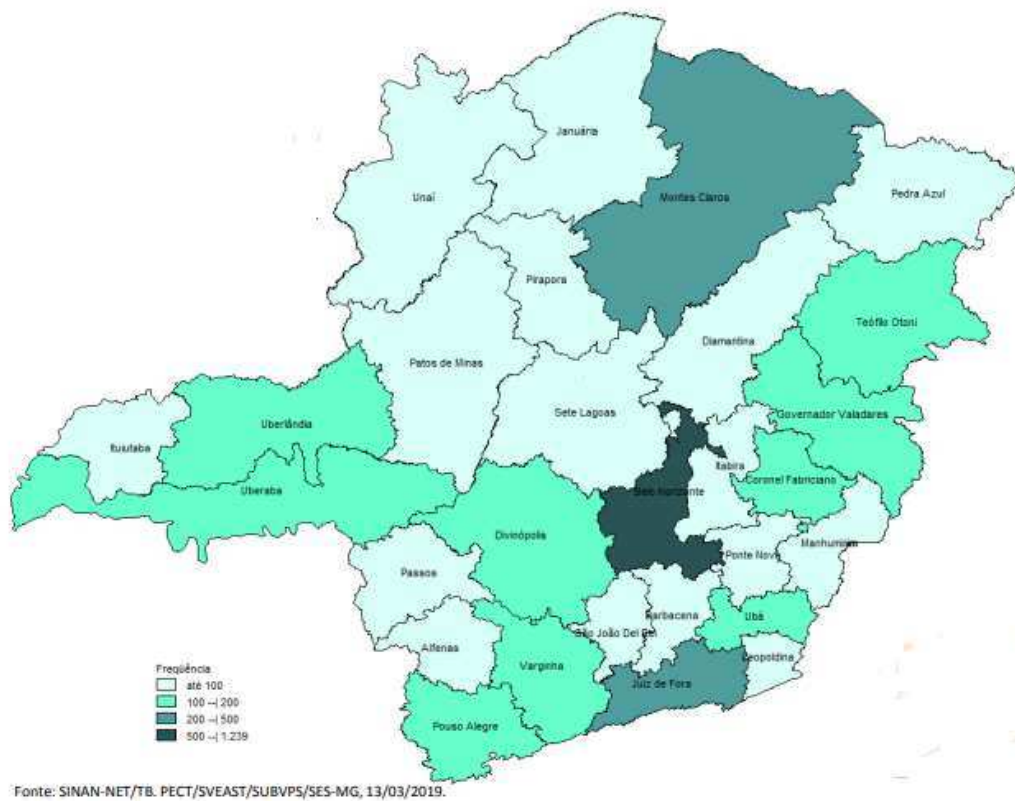 Januária
Unaí
Montes Claros
Pedra Azul
Pirapora
Teófilo Otoni
Diamantina
Patos de Minas
Sete Lagoas
Governador Valadares
Uberlândia
Ituiutaba
Itabira
Coronel Fabriciano
Uberaba
Belo Horizonte
Divinópolis
Manhumirim
Ponte Nova
Passos
Barbacena
Ubá
São João Del Rei
Alfenas
Leopoldina
Varginha
Juiz de Fora
Pouso Alegre
Freqüência
até 100
100 --| 200
200 --| 500
500 --| 1.239
Fonte: SINAN-NET/TB. PECT/SVEAST/SUBVPS/SES-MG, 13/03/2019.